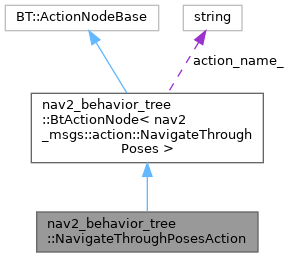 BT::ActionNodeBase
string
action_name_
nav2_behavior_tree
::BtActionNode< nav2
_msgs::action::NavigateThrough
Poses >
nav2_behavior_tree
::NavigateThroughPosesAction